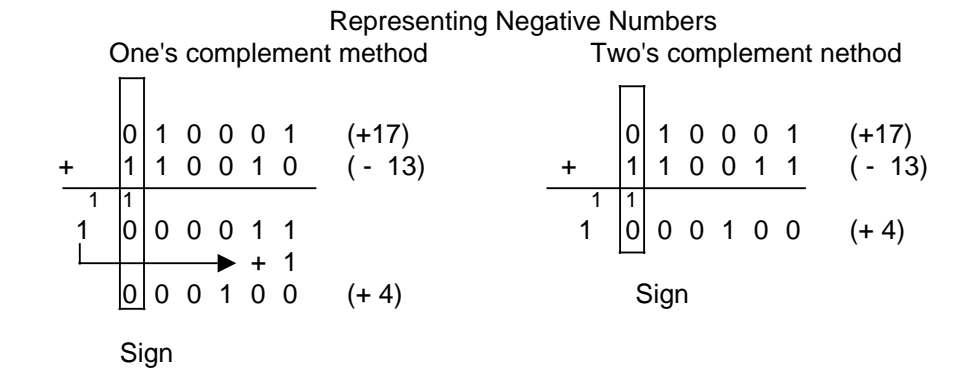 Representing Negative Numbers
One's complement method
0 1 0 0 0 1 (+17)
+ 1 1 0 0 1 0 ( - 13)
1 1
1 0 0 0 0 1 1
+ 1
0 0 0 1 0 0 (+ 4)
Sign
Two's complement nethod
0 1 0 0 0 1 (+17)
+ 1 1 0 0 1 1 ( - 13)
1 1
1 0 0 0 1 0 0 (+ 4)
Sign